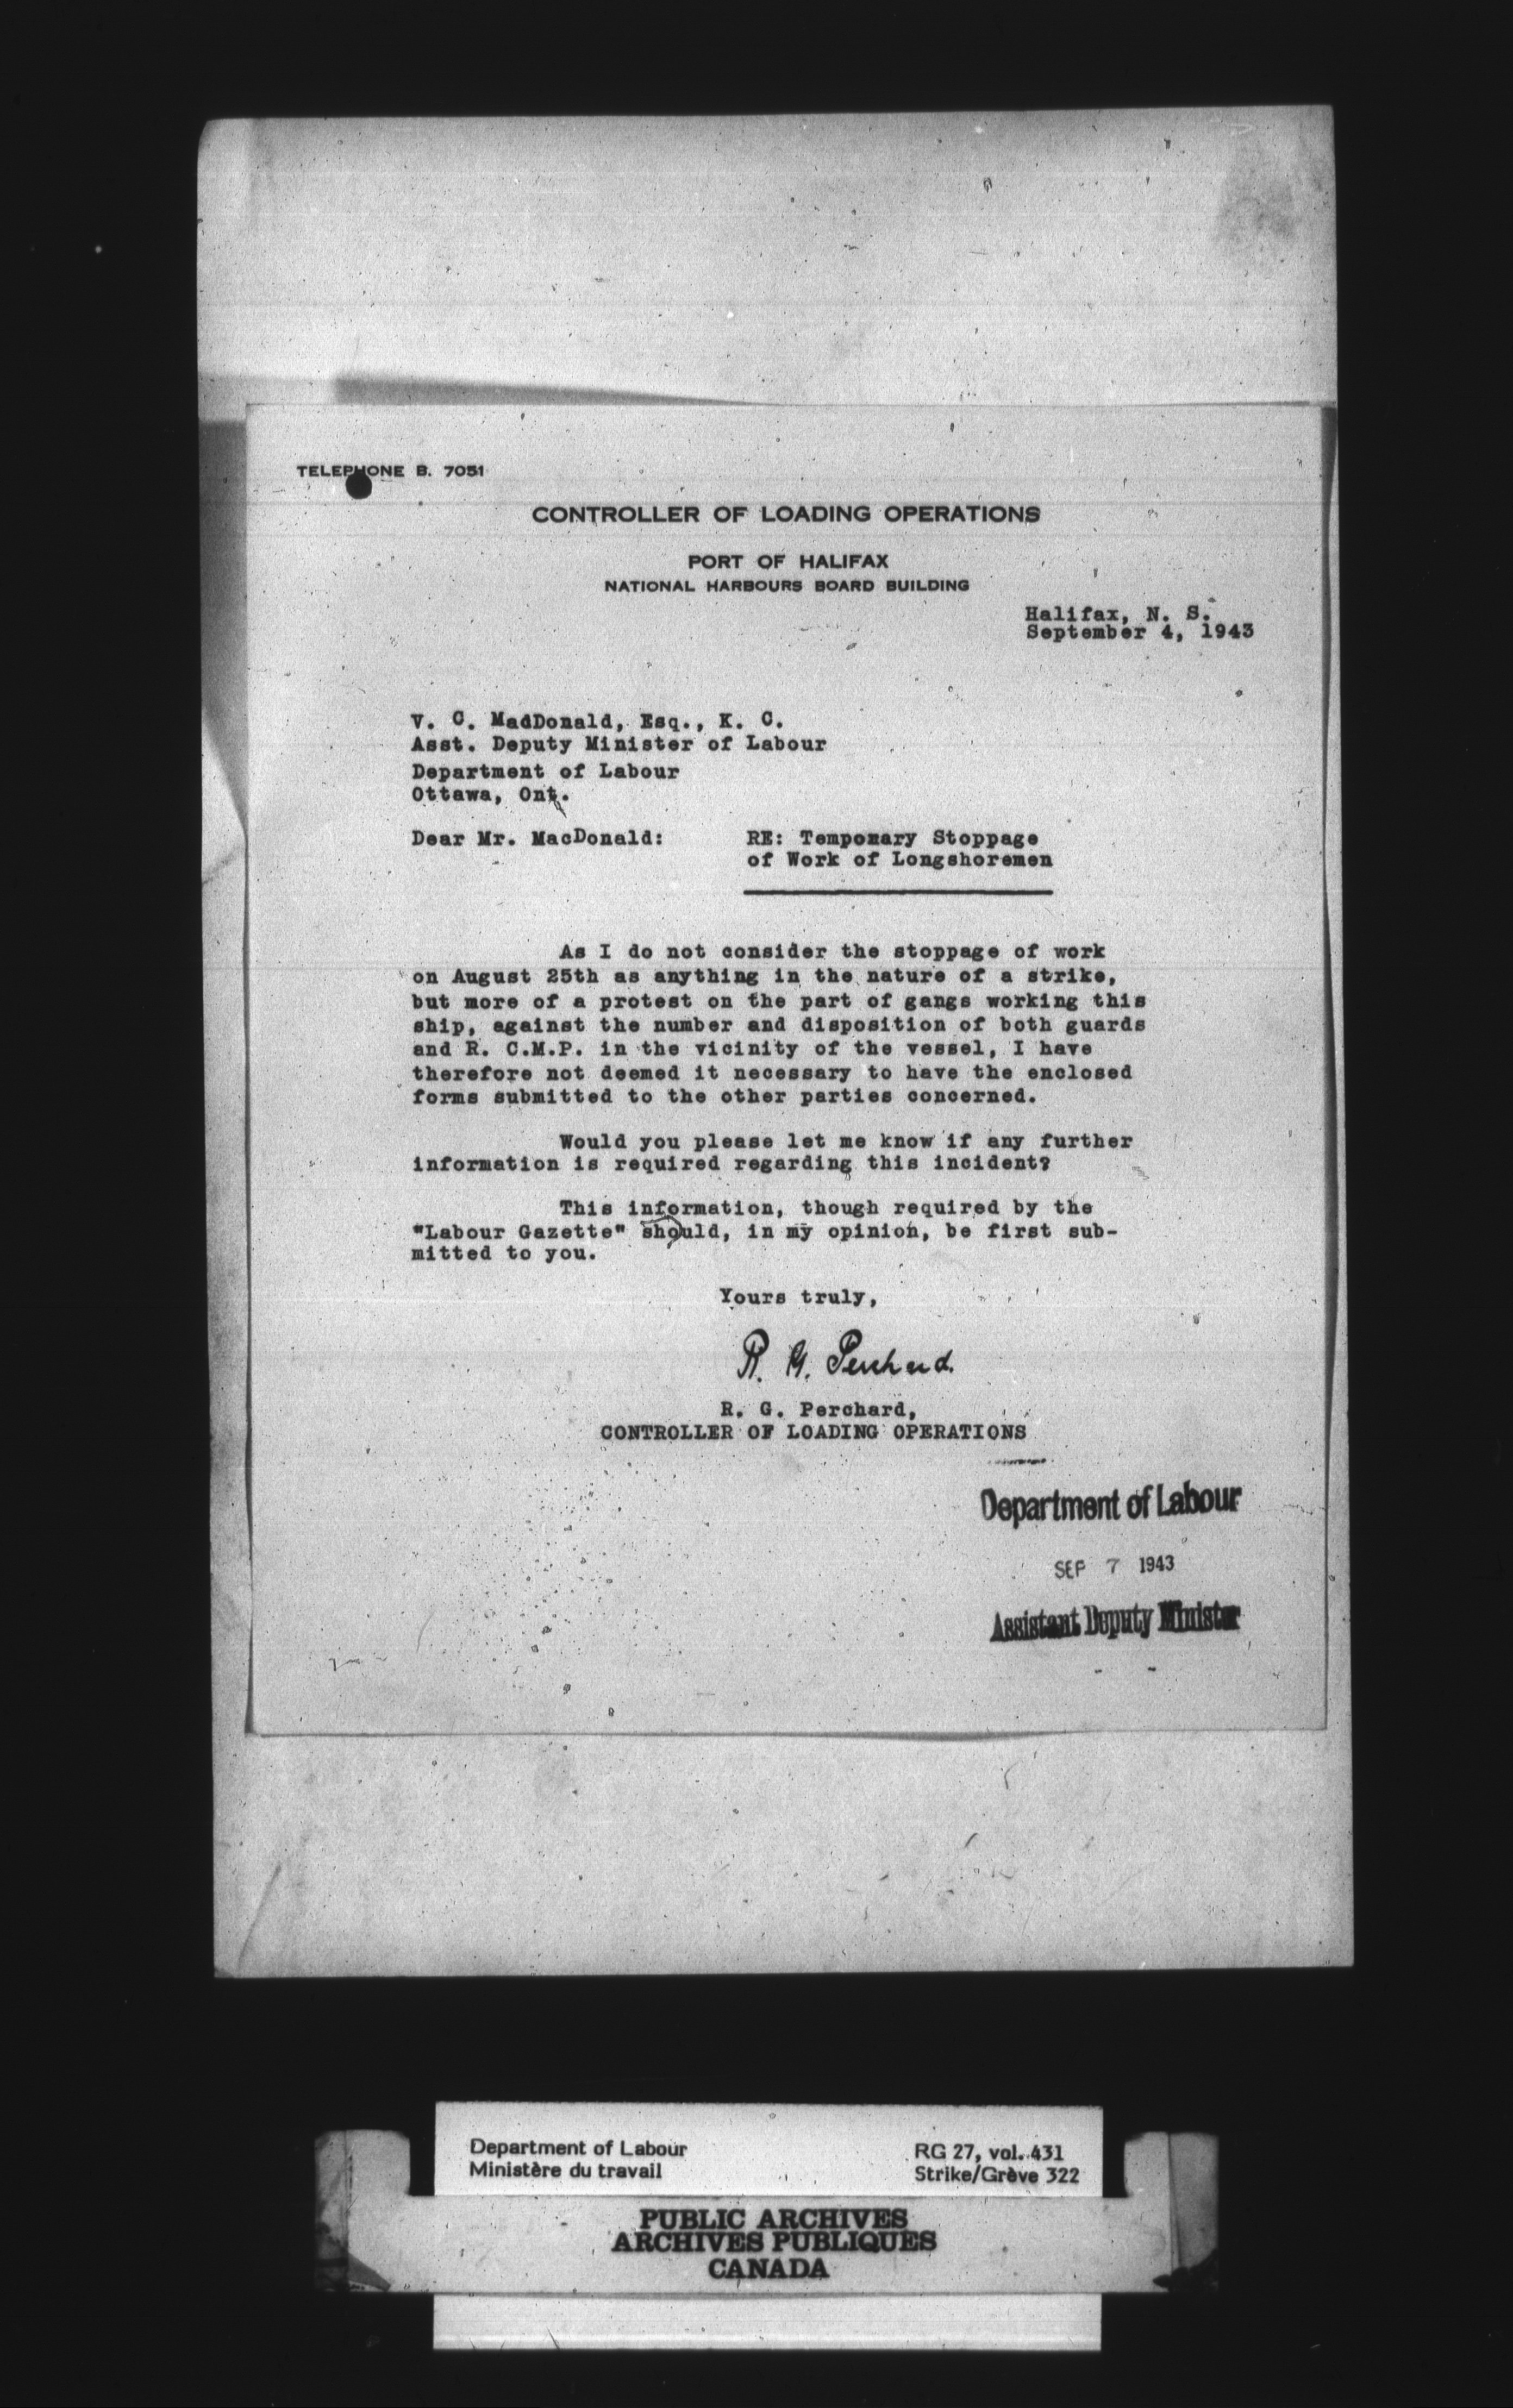 TELEPHONE B. 7051
CONTROLLER OF LOADING OPERATIONS
PORT OF HALIFAX
NATIONAL HARBOURS BOARD BUILDING
Halifax, N. S.
September 4, 1943
V. C. MadDonald, Esq., K. C.
Asst. Deputy Minister of Labour
Department of Labour
Ottawa, Ont.
Dear Mr. MacDonald:
RE: Temporary Stoppage
of Work of Longshoremen
As I do not consider the stoppage of work
on August 25th as anything in the nature of a strike,
but more of a protest on the part of gangs working this
ship, against the number and disposition of both guards
and R. C.M.P. in the vicinity of the vessel, I have
therefore not deemed it necessary to have the enclosed
forms submitted to the other parties concerned.
Would you please let me know if any further
information is required regarding this incident?
This information, though required by the
"Labour Gazette" should, in my opinion, be first sub-
mitted to you.
Yours truly,
R. G. Perchard.
R. G. Perchard,
CONTROLLER OF LOADING OPERATIONS
Department of Labour
SEP 7 1943
Assistant Deputy Minister
Department of Labour
Ministère du travail
RG 27, vol. 431
Strike/Grève 322
PUBLIC ARCHIVES
ARCHIVES PUBLIQUES
CANADA